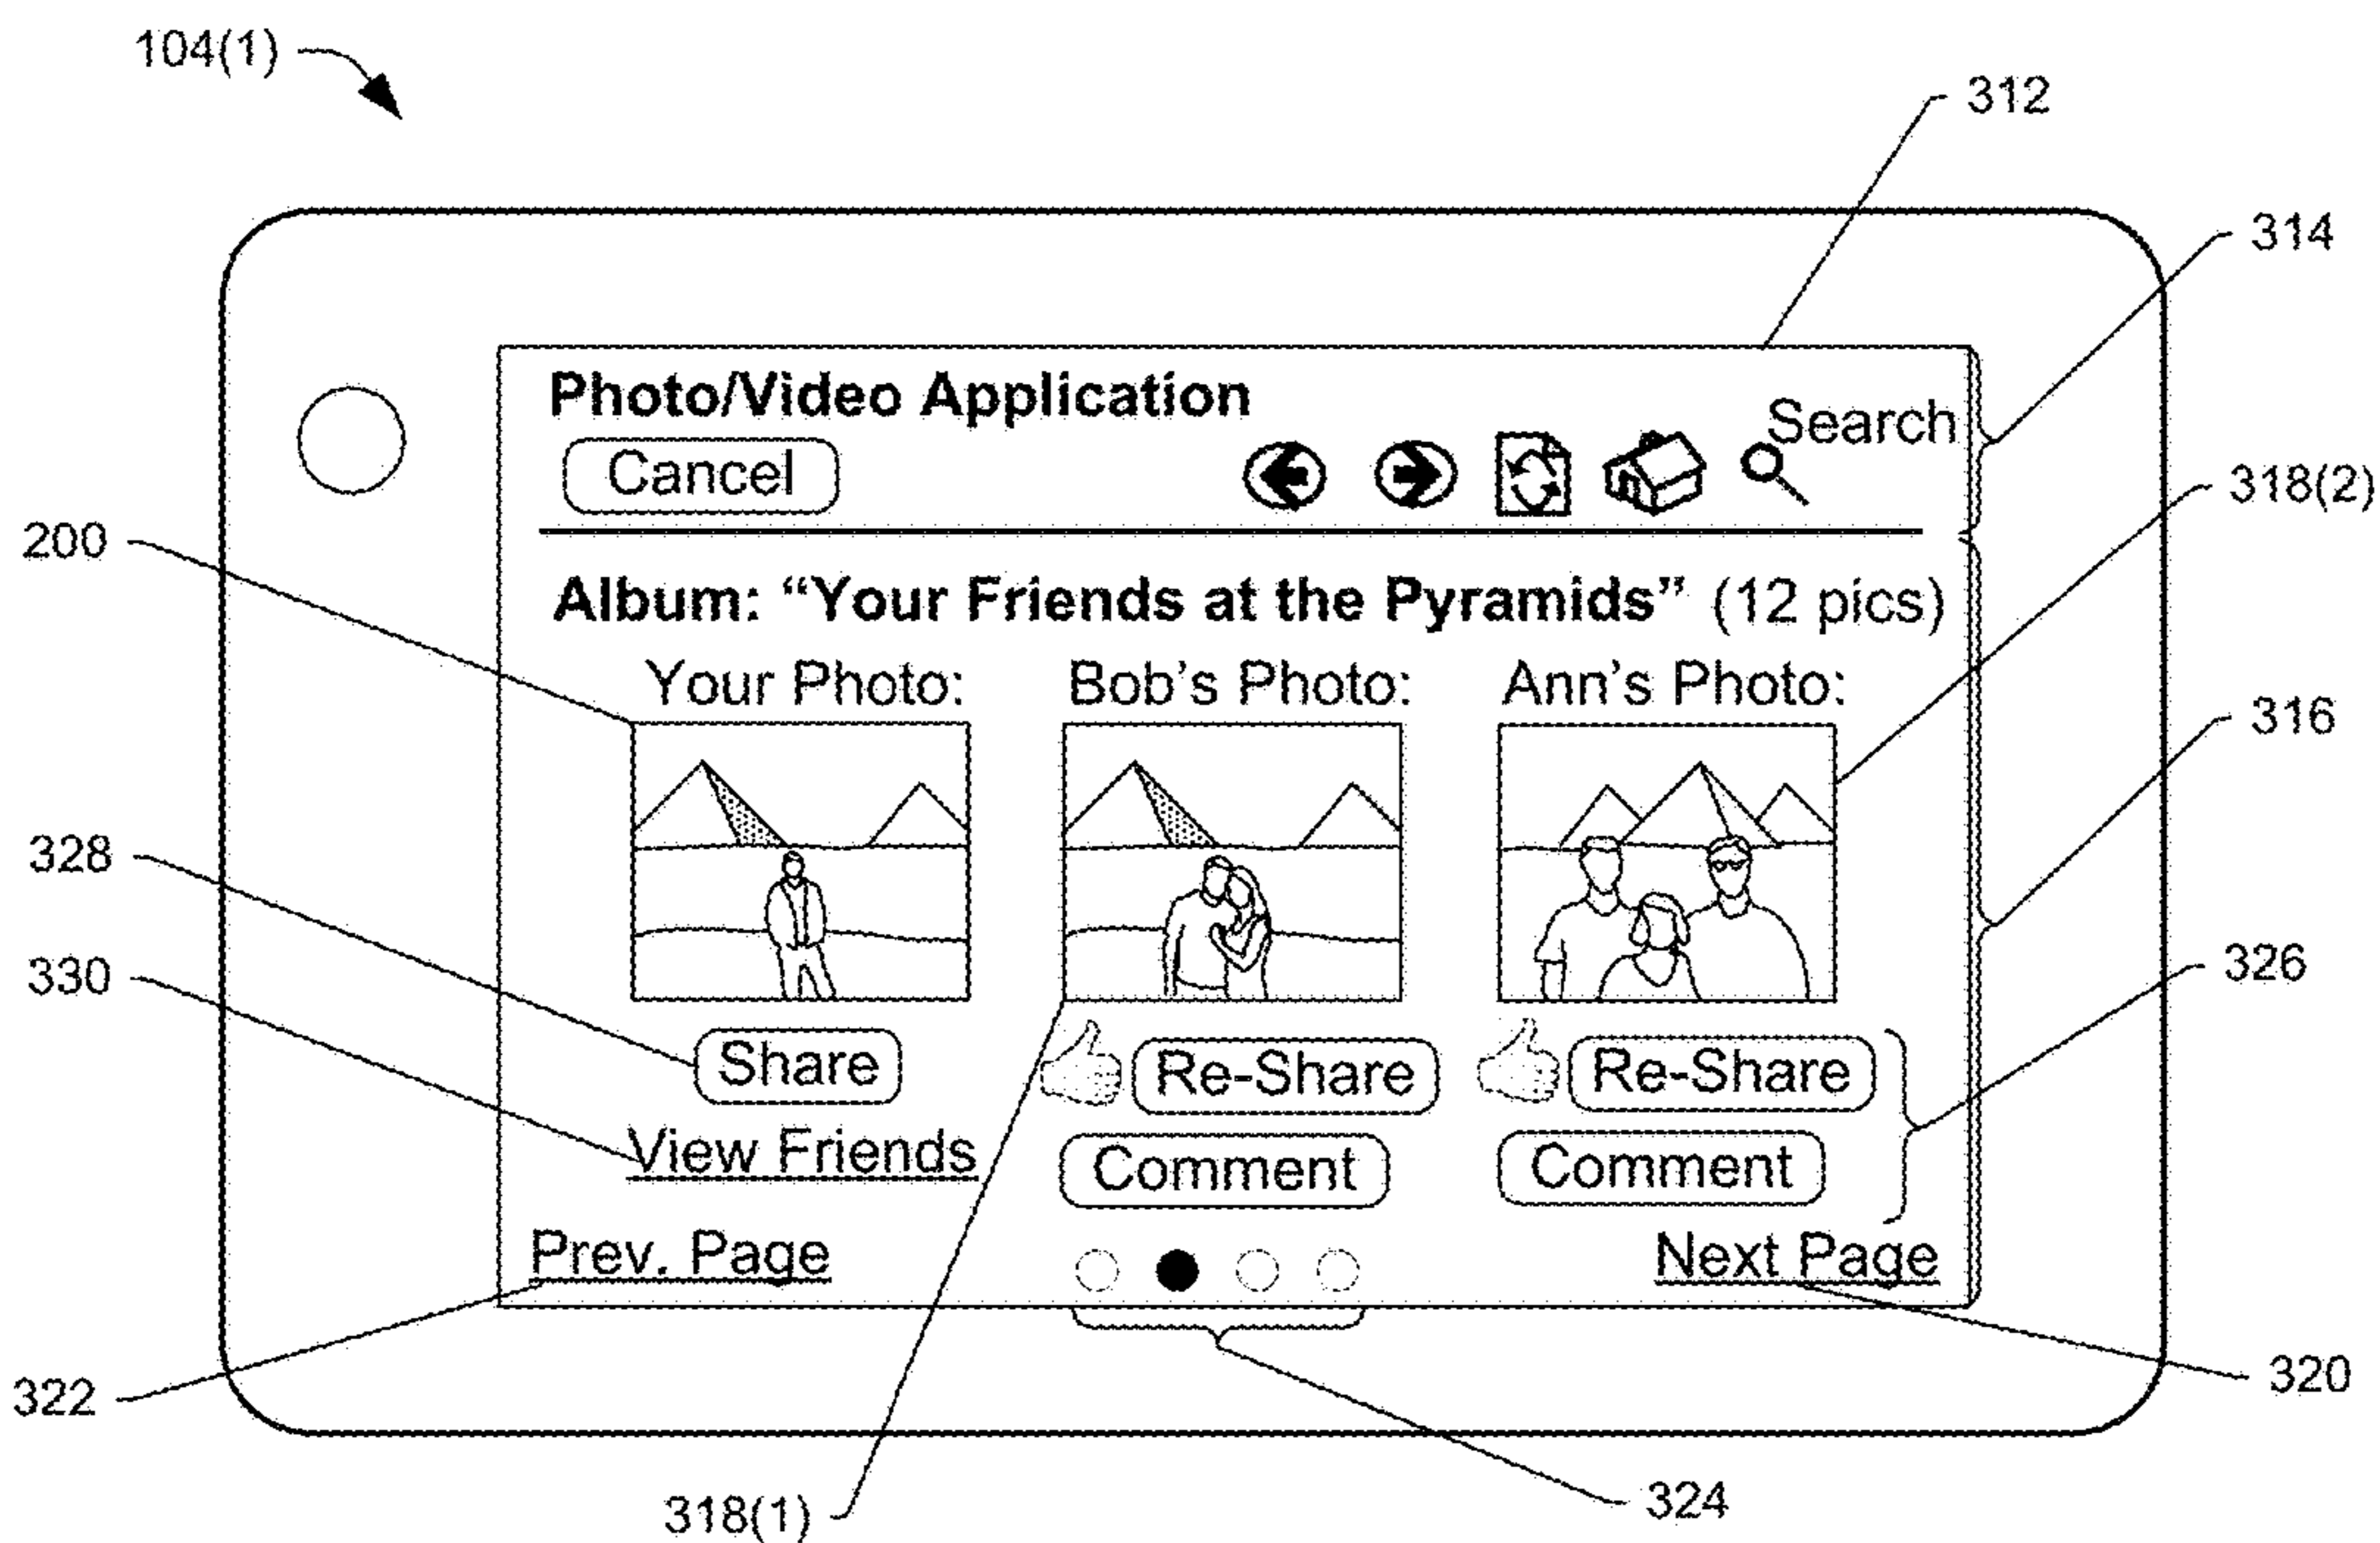 104(1)
312
314
Photo/Video Application
Search
Cancel
318(2)
200
Album: “Your Friends at the Pyramids” (12 pics)
Your Photo: Bob’s Photo: Ann’s Photo:
316
328
330
326
Share Re-Share Re-Share
View Friends Comment Comment
Prev. Page Next Page
322
320
318(1)
324